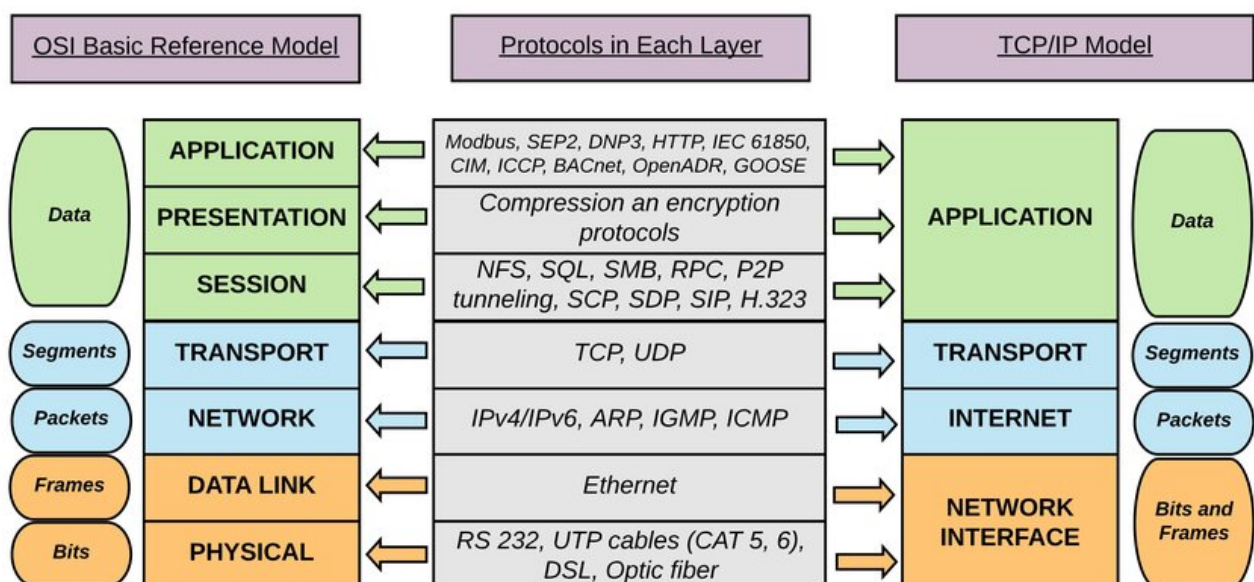 OSI Basic Reference Model
Protocols in Each Layer
TCP/IP Model
Data
APPLICATION
Modbus, SEP2, DNP3, HTTP, IEC 61850,
CIM, ICCP, BACnet, OpenADR, GOOSE
APPLICATION
Data
PRESENTATION
Compression an encryption
protocols
SESSION
NFS, SQL, SMB, RPC, P2P
tunneling, SCP, SDP, SIP, H.323
Segments
TRANSPORT
TCP, UDP
TRANSPORT
Segments
Packets
NETWORK
IPv4/IPv6, ARP, IGMP, ICMP
INTERNET
Packets
Frames
DATA LINK
Ethernet
NETWORK
INTERFACE
Bits and
Frames
Bits
PHYSICAL
RS 232, UTP cables (CAT 5, 6),
DSL, Optic fiber